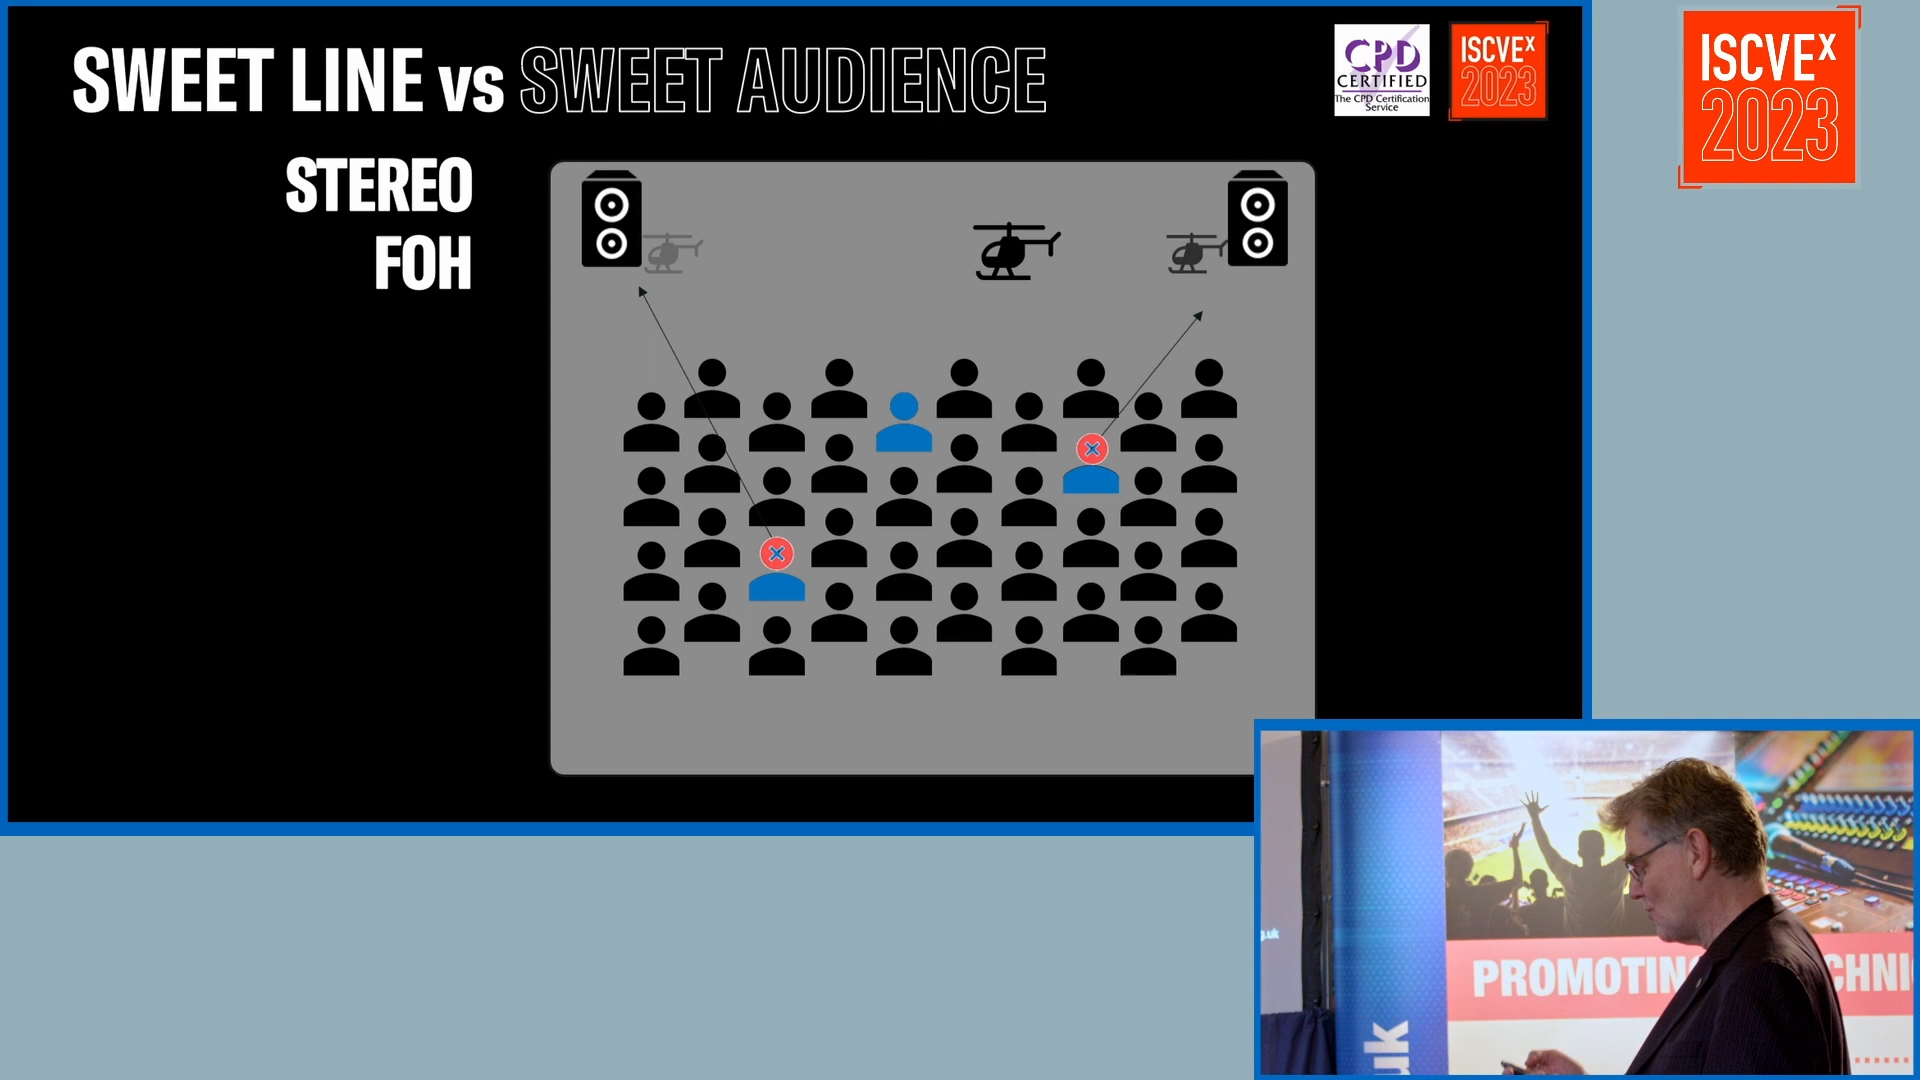 SWEET LINE vs SWEET AUDIENCE
STEREO
FOH
CPD
CERTIFIED
The CPD Certification
Service
ISCVEx
2023
ISCVEx
2023
g.uk
PROMOTIN
CHNI
uk